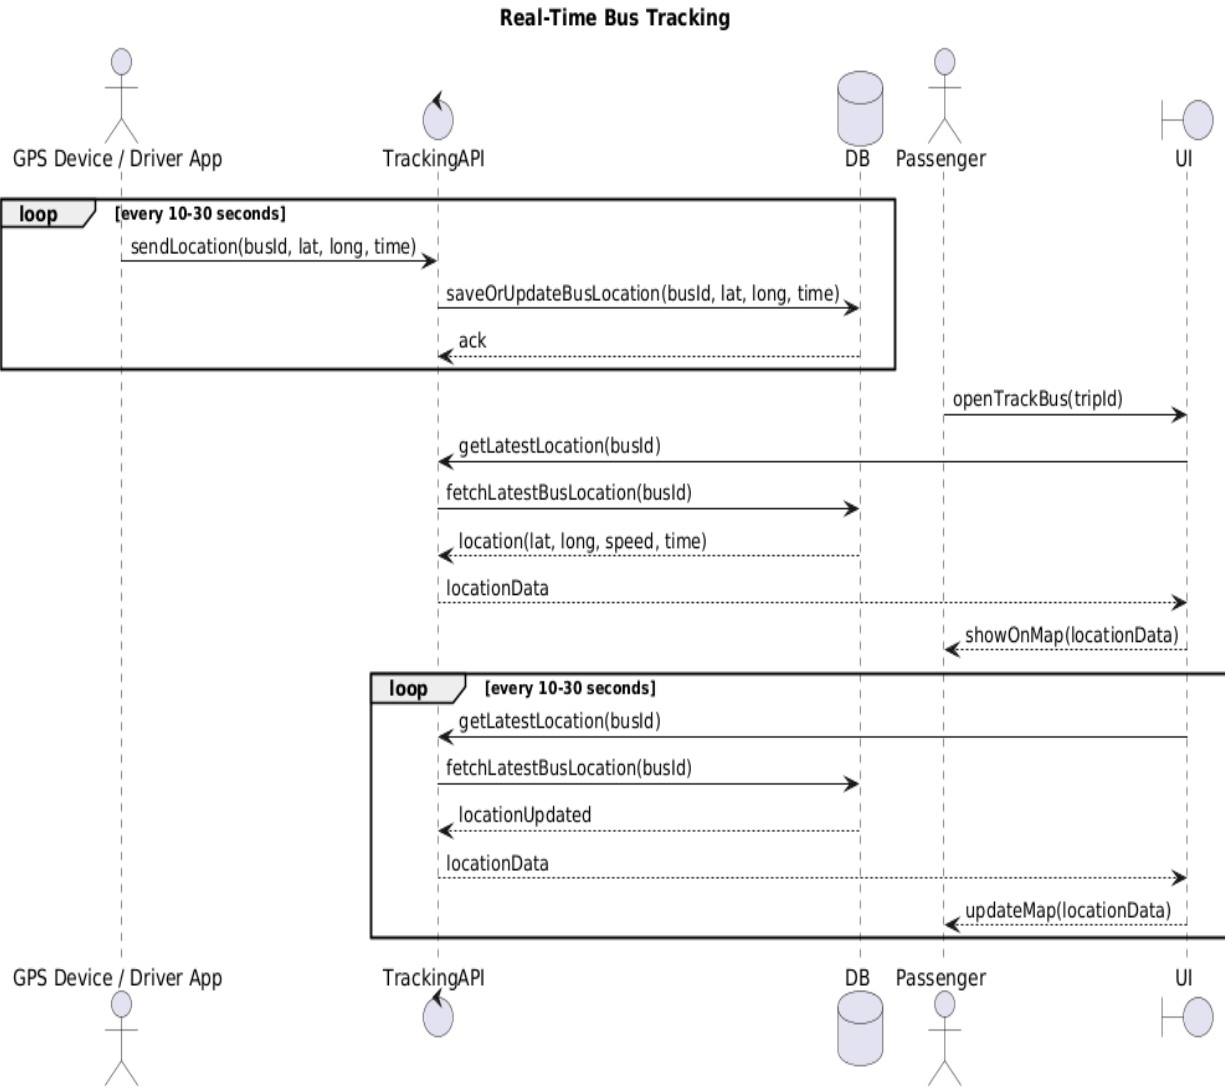 Real-Time Bus Tracking
GPS Device / Driver App TrackingAPI DB Passenger UI
loop [every 10-30 seconds]
sendLocation(busId, lat, long, time)
saveOrUpdateBusLocation(busId, lat, long, time)
ack
openTrackBus(tripId)
getLatestLocation(busId)
fetchLatestBusLocation(busId)
location(lat, long, speed, time)
locationData
showOnMap(locationData)
loop [every 10-30 seconds]
getLatestLocation(busId)
fetchLatestBusLocation(busId)
locationUpdated
locationData
updateMap(locationData)
GPS Device / Driver App TrackingAPI DB Passenger UI